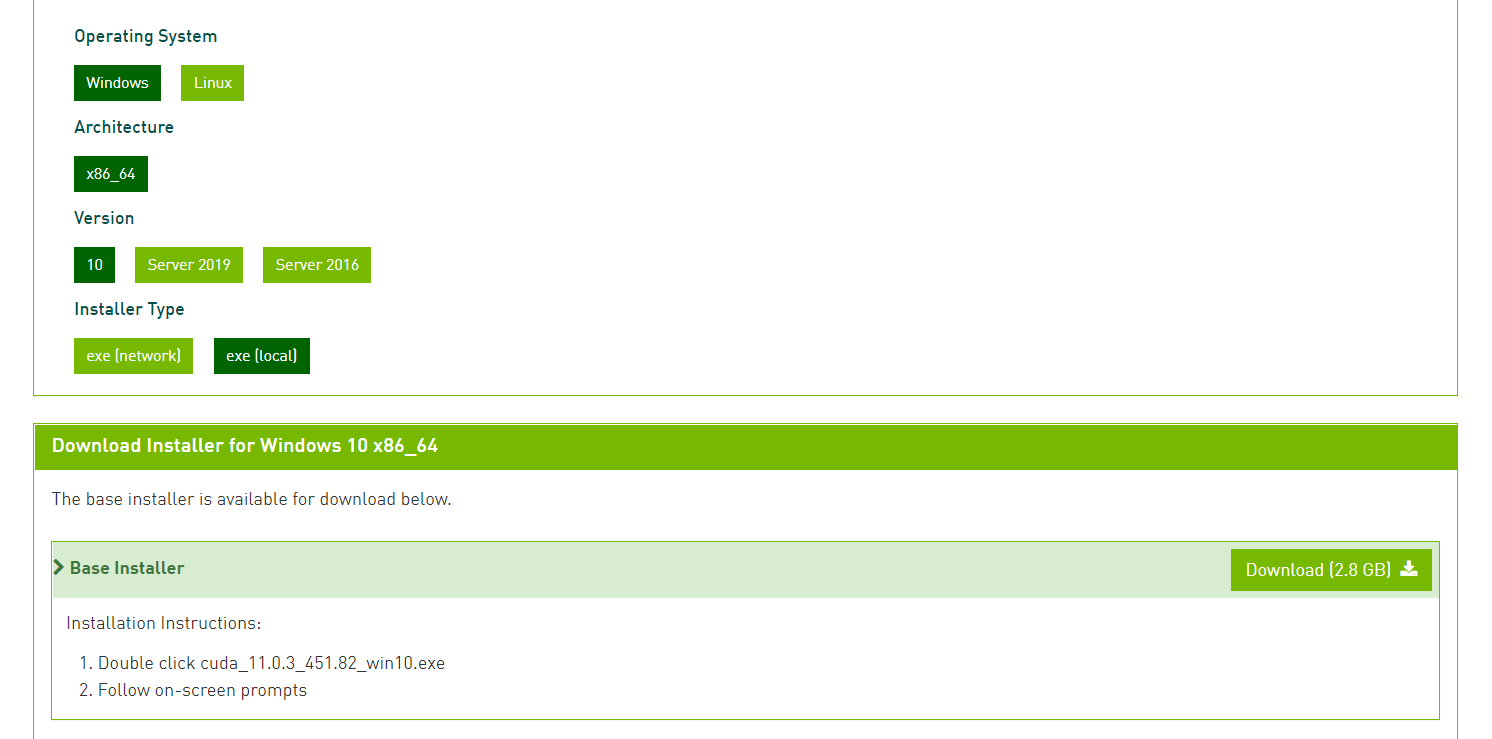 Operating System
Windows Linux
Architecture
x86_64
Version
10 Server 2019 Server 2016
Installer Type
exe (network) exe (local)
Download Installer for Windows 10 x86_64
The base installer is available for download below.
Base Installer Download (2.8 GB)
Installation Instructions:
1. Double click cuda_11.0.3_451.82_win10.exe
2. Follow on-screen prompts